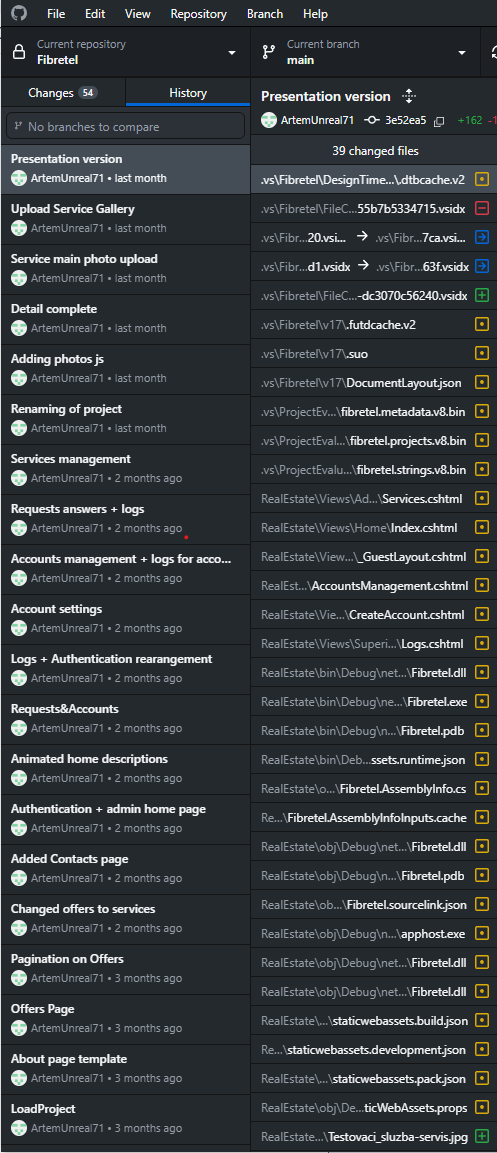 File Edit View Repository Branch Help
Current repository
Fibretel
Current branch
main
Changes 54
History
No branches to compare
Presentation version
ArtemUnreal71 • last month
Upload Service Gallery
ArtemUnreal71 • last month
Service main photo upload
ArtemUnreal71 • last month
Detail complete
ArtemUnreal71 • last month
Adding photos js
ArtemUnreal71 • last month
Renaming of project
ArtemUnreal71 • last month
Services management
ArtemUnreal71 • 2 months ago
Requests answers + logs
ArtemUnreal71 • 2 months ago
Accounts management + logs for acco...
ArtemUnreal71 • 2 months ago
Account settings
ArtemUnreal71 • 2 months ago
Logs + Authentication rearangement
ArtemUnreal71 • 2 months ago
Requests&Accounts
ArtemUnreal71 • 2 months ago
Animated home descriptions
ArtemUnreal71 • 2 months ago
Authentication + admin home page
ArtemUnreal71 • 2 months ago
Added Contacts page
ArtemUnreal71 • 2 months ago
Changed offers to services
ArtemUnreal71 • 2 months ago
Pagination on Offers
ArtemUnreal71 • 3 months ago
Offers Page
ArtemUnreal71 • 3 months ago
About page template
ArtemUnreal71 • 3 months ago
LoadProject
ArtemUnreal71 • 3 months ago
Presentation version
ArtemUnreal71 3e52ea5 +162 -1
39 changed files
.vs\Fibretel\DesignTime...\.dtbcache.v2
.vs\Fibretel\FileC...55b7b5334715.vsidx
.vs\Fibr...20.vsi... → .vs\Fibr...7ca.vsi...
.vs\Fibr...d1.vsidx → .vs\Fibr...63f.vsidx
.vs\Fibretel\FileC...-dc3070c56240.vsidx
.vs\Fibretel\v17\.futdcache.v2
.vs\Fibretel\v17\.suo
.vs\Fibretel\v17\DocumentLayout.json
.vs\ProjectEv...\fibretel.metadata.v8.bin
.vs\ProjectEval...\fibretel.projects.v8.bin
.vs\ProjectEvalu...\fibretel.strings.v8.bin
RealEstate\Views\Ad...\Services.cshtml
RealEstate\Views\Home\Index.cshtml
RealEstate\View...\_GuestLayout.cshtml
RealEst...\AccountsManagement.cshtml
RealEstate\Vie...\CreateAccount.cshtml
RealEstate\Views\Superi...\Logs.cshtml
RealEstate\bin\Debug\net...\Fibretel.dll
RealEstate\bin\Debug\ne...\Fibretel.exe
RealEstate\bin\Debug\n...\Fibretel.pdb
RealEstate\bin\Deb...ssets.runtime.json
RealEstate\o...\Fibretel.AssemblyInfo.cs
Re...\Fibretel.AssemblyInfoInputs.cache
RealEstate\obj\Debug\net...\Fibretel.dll
RealEstate\obj\Debug\n...\Fibretel.pdb
RealEstate\ob...\Fibretel.sourcelink.json
RealEstate\obj\Debug\n...\apphost.exe
RealEstate\obj\Debug\net...\Fibretel.dll
RealEstate\obj\Debug\net...\Fibretel.dll
RealEstate\...\staticwebassets.build.json
Re...\staticwebassets.development.json
RealEstate\...\staticwebassets.pack.json
RealEstate\obj\De...ticWebAssets.props
RealEstate...\Testovaci_sluzba-servis.jpg